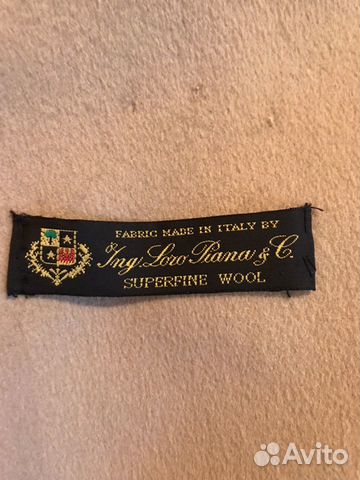 FABRIC MADE IN ITALY BY
Ing. Loro Piana & C.
SUPERFINE WOOL
Avito